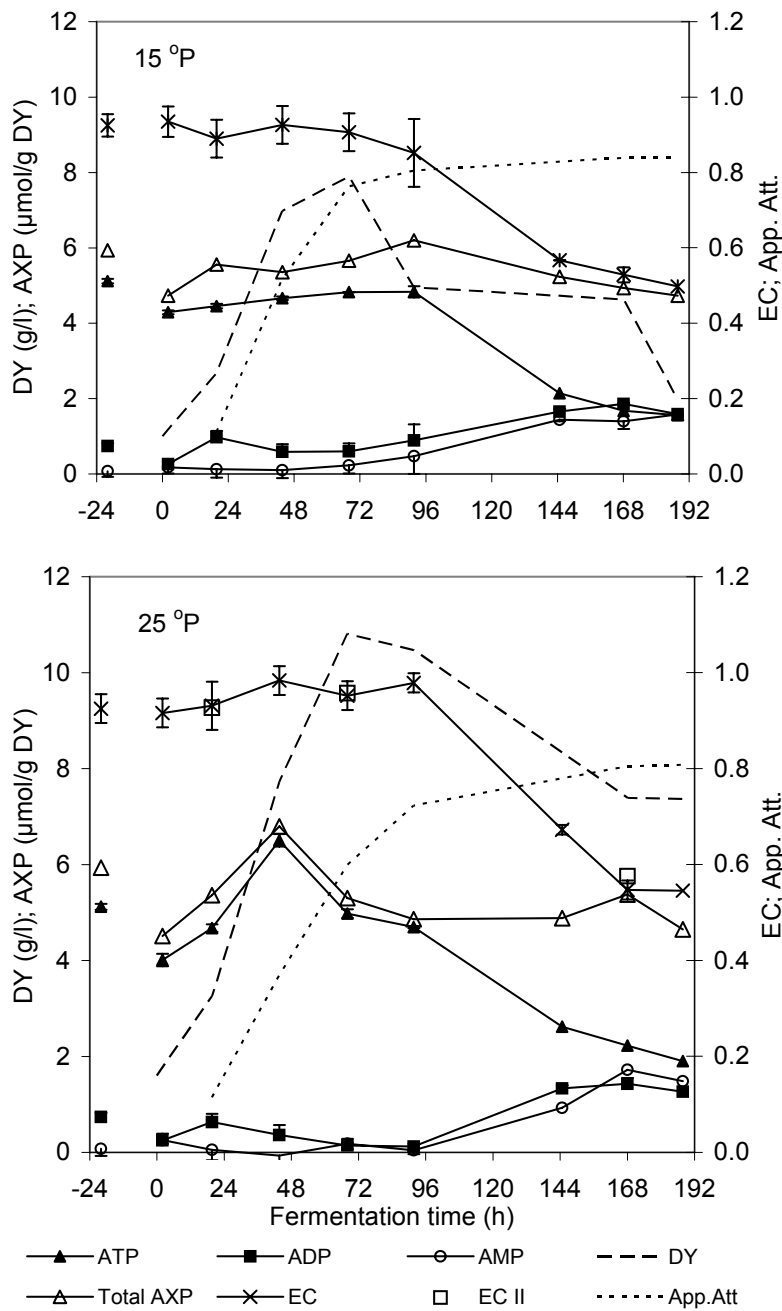 15 °P
12
10
8
6
4
2
0
1.2
1.0
0.8
0.6
0.4
0.2
0.0
DY (g/l); AXP (µmol/g DY)
EC; App. Att.
-24 0 24 48 72 96 120 144 168 192
25 °P
12
10
8
6
4
2
0
1.2
1.0
0.8
0.6
0.4
0.2
0.0
DY (g/l); AXP (µmol/g DY)
EC; App. Att.
-24 0 24 48 72 96 120 144 168 192
Fermentation time (h)
ATP ADP AMP DY
Total AXP EC EC II App.Att